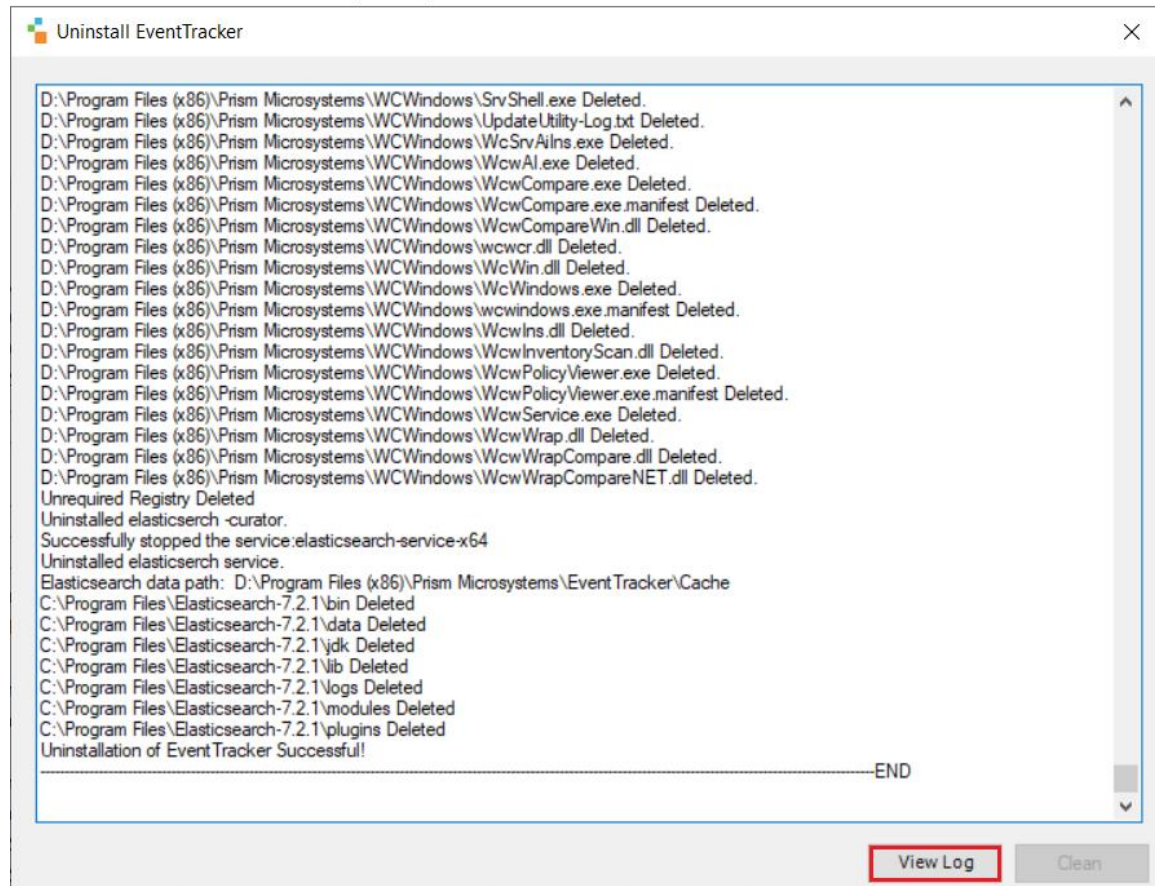 Uninstall EventTracker
D:\Program Files (x86)\Prism Microsystems\WCWindows\SrvShell.exe Deleted.
D:\Program Files (x86)\Prism Microsystems\WCWindows\UpdateUtility-Log.txt Deleted.
D:\Program Files (x86)\Prism Microsystems\WCWindows\WcSrvAiIns.exe Deleted.
D:\Program Files (x86)\Prism Microsystems\WCWindows\WcwAI.exe Deleted.
D:\Program Files (x86)\Prism Microsystems\WCWindows\WcwCompare.exe Deleted.
D:\Program Files (x86)\Prism Microsystems\WCWindows\WcwCompare.exe.manifest Deleted.
D:\Program Files (x86)\Prism Microsystems\WCWindows\WcwCompareWin.dll Deleted.
D:\Program Files (x86)\Prism Microsystems\WCWindows\wcwcr.dll Deleted.
D:\Program Files (x86)\Prism Microsystems\WCWindows\WcWin.dll Deleted.
D:\Program Files (x86)\Prism Microsystems\WCWindows\WcWindows.exe Deleted.
D:\Program Files (x86)\Prism Microsystems\WCWindows\wcwindows.exe.manifest Deleted.
D:\Program Files (x86)\Prism Microsystems\WCWindows\WcwIns.dll Deleted.
D:\Program Files (x86)\Prism Microsystems\WCWindows\WcwInventoryScan.dll Deleted.
D:\Program Files (x86)\Prism Microsystems\WCWindows\WcwPolicyViewer.exe Deleted.
D:\Program Files (x86)\Prism Microsystems\WCWindows\WcwPolicyViewer.exe.manifest Deleted.
D:\Program Files (x86)\Prism Microsystems\WCWindows\WcwService.exe Deleted.
D:\Program Files (x86)\Prism Microsystems\WCWindows\WcwWrap.dll Deleted.
D:\Program Files (x86)\Prism Microsystems\WCWindows\WcwWrapCompare.dll Deleted.
D:\Program Files (x86)\Prism Microsystems\WCWindows\WcwWrapCompareNET.dll Deleted.
Unrequired Registry Deleted
Uninstalled elasticserch -curator.
Successfully stopped the service:elasticsearch-service-x64
Uninstalled elasticserch service.
Elasticsearch data path:  D:\Program Files (x86)\Prism Microsystems\EventTracker\Cache
C:\Program Files\Elasticsearch-7.2.1\bin Deleted
C:\Program Files\Elasticsearch-7.2.1\data Deleted
C:\Program Files\Elasticsearch-7.2.1\jdk Deleted
C:\Program Files\Elasticsearch-7.2.1\lib Deleted
C:\Program Files\Elasticsearch-7.2.1\logs Deleted
C:\Program Files\Elasticsearch-7.2.1\modules Deleted
C:\Program Files\Elasticsearch-7.2.1\plugins Deleted
Uninstallation of EventTracker Successful!
---------------------------------------------------------------------------------------------------END
View Log
Clean